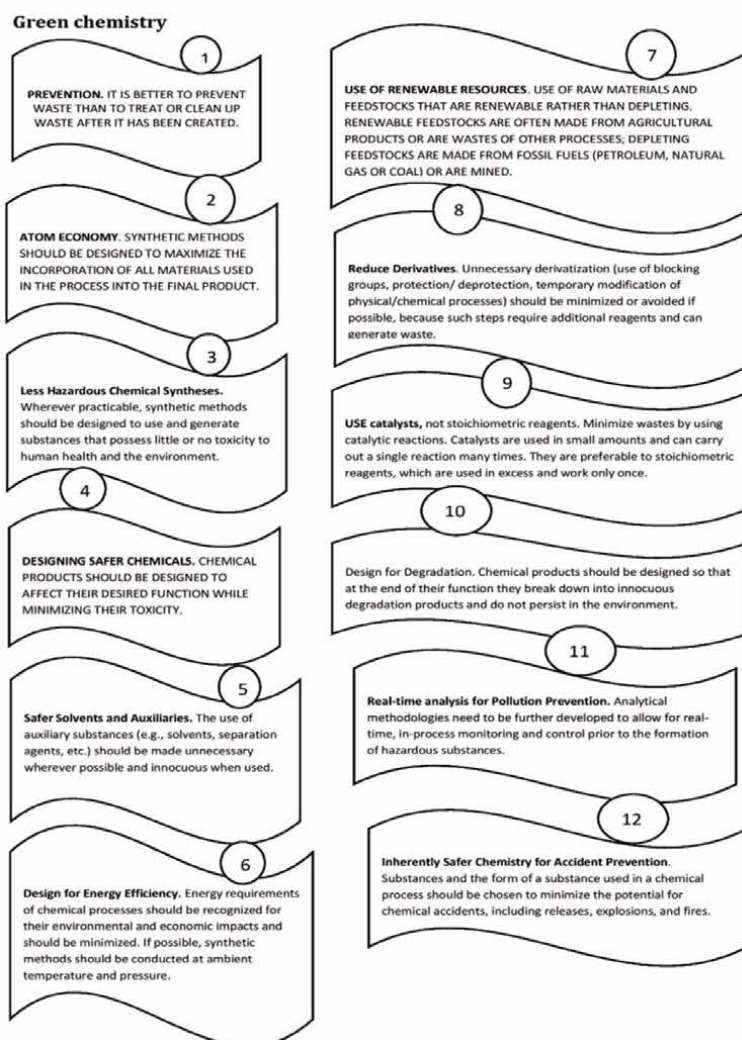 Green chemistry
1
PREVENTION. IT IS BETTER TO PREVENT
WASTE THAN TO TREAT OR CLEAN UP
WASTE AFTER IT HAS BEEN CREATED.
2
ATOM ECONOMY. SYNTHETIC METHODS
SHOULD BE DESIGNED TO MAXIMIZE THE
INCORPORATION OF ALL MATERIALS USED
IN THE PROCESS INTO THE FINAL PRODUCT.
3
Less Hazardous Chemical Syntheses.
Wherever practicable, synthetic methods
should be designed to use and generate
substances that possess little or no toxicity to
human health and the environment.
4
DESIGNING SAFER CHEMICALS. CHEMICAL
PRODUCTS SHOULD BE DESIGNED TO
AFFECT THEIR DESIRED FUNCTION WHILE
MINIMIZING THEIR TOXICITY.
5
Safer Solvents and Auxiliaries. The use of
auxiliary substances (e.g., solvents, separation
agents, etc.) should be made unnecessary
wherever possible and innocuous when used.
6
Design for Energy Efficiency. Energy requirements
of chemical processes should be recognized for
their environmental and economic impacts and
should be minimized. If possible, synthetic
methods should be conducted at ambient
temperature and pressure.
7
USE OF RENEWABLE RESOURCES. USE OF RAW MATERIALS AND
FEEDSTOCKS THAT ARE RENEWABLE RATHER THAN DEPLETING.
RENEWABLE FEEDSTOCKS ARE OFTEN MADE FROM AGRICULTURAL
PRODUCTS OR ARE WASTES OF OTHER PROCESSES; DEPLETING
FEEDSTOCKS ARE MADE FROM FOSSIL FUELS (PETROLEUM, NATURAL
GAS OR COAL) OR ARE MINED.
8
Reduce Derivatives. Unnecessary derivatization (use of blocking
groups, protection/ deprotection, temporary modification of
physical/chemical processes) should be minimized or avoided if
possible, because such steps require additional reagents and can
generate waste.
9
USE catalysts, not stoichiometric reagents. Minimize wastes by using
catalytic reactions. Catalysts are used in small amounts and can carry
out a single reaction many times. They are preferable to stoichiometric
reagents, which are used in excess and work only once.
10
Design for Degradation. Chemical products should be designed so that
at the end of their function they break down into innocuous
degradation products and do not persist in the environment.
11
Real-time analysis for Pollution Prevention. Analytical
methodologies need to be further developed to allow for real-
time, in-process monitoring and control prior to the formation
of hazardous substances.
12
Inherently Safer Chemistry for Accident Prevention.
Substances and the form of a substance used in a chemical
process should be chosen to minimize the potential for
chemical accidents, including releases, explosions, and fires.